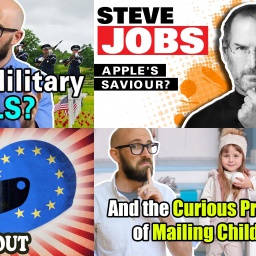 Military
LS?
STEVE
JOBS
APPLE'S
SAVIOUR?
OUT
And the Curious Pr
of Mailing Child